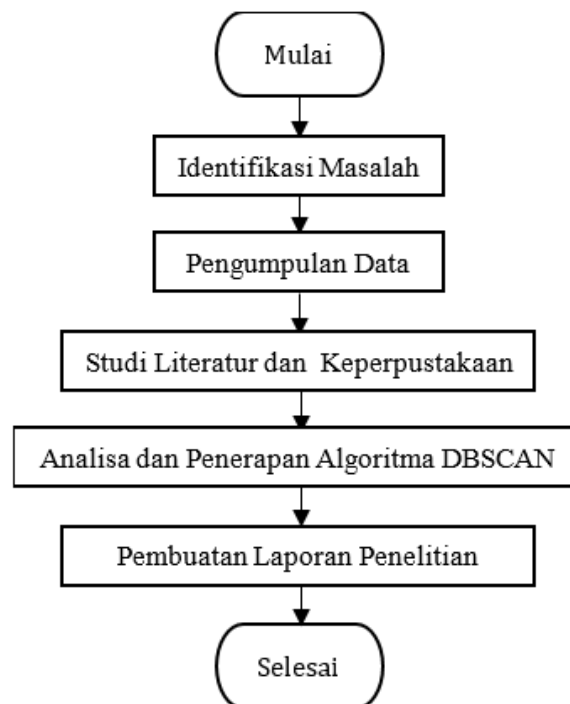 Mulai
Identifikasi Masalah
Pengumpulan Data
Studi Literatur dan Keperpustakaan
Analisa dan Penerapan Algoritma DBSCAN
Pembuatan Laporan Penelitian
Selesai